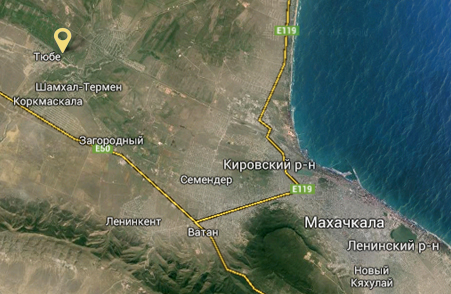 E119
Тюбе
Шамхал-Термен
Коркмаскала
Загородный
E50
Кировский р-н
Семендер
E119
Ленинкент
Махачкала
Ватан
Ленинский р-н
Новый
Кяхулай